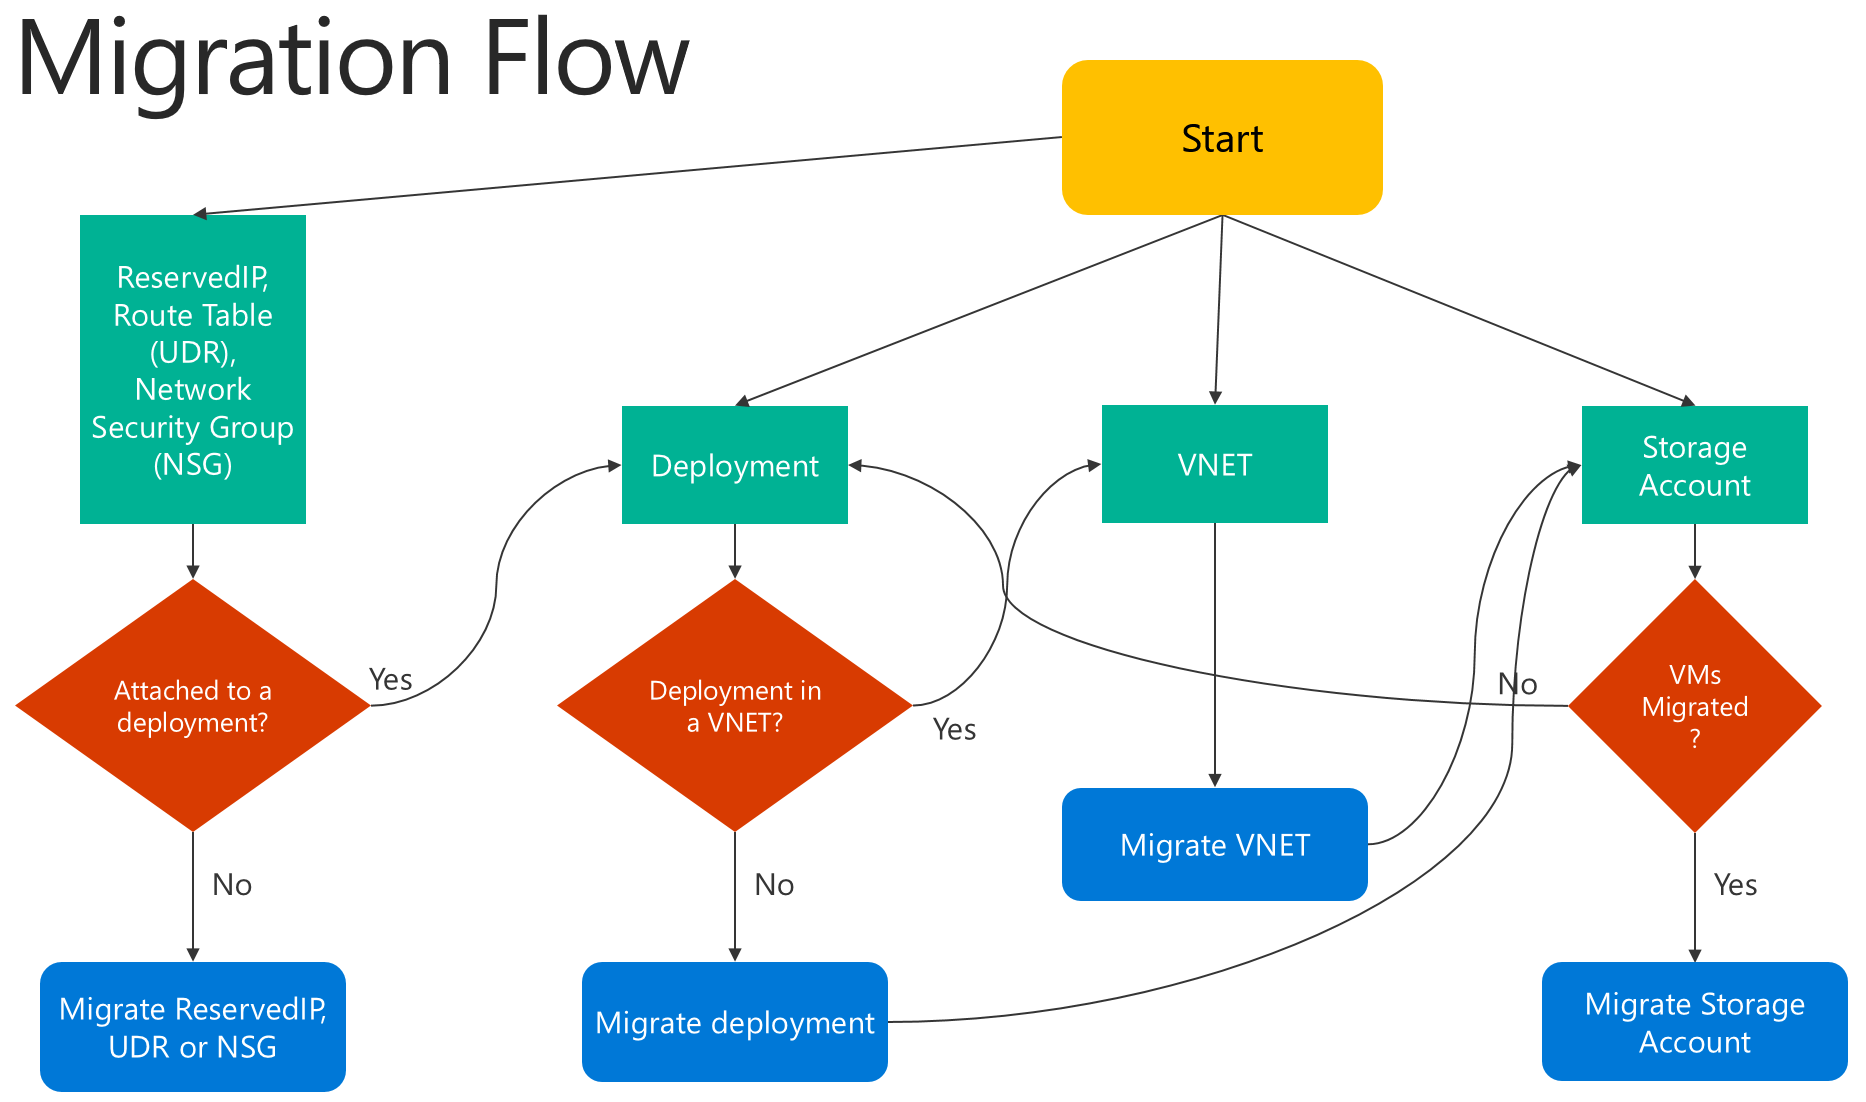 Migration Flow
Start
ReservedIP,
Route Table
(UDR),
Network
Security Group
(NSG)
Deployment
VNET
Storage
Account
Attached to a
deployment?
Yes
Deployment in
a VNET?
Yes
No
VMs
Migrated
?
No
No
Migrate VNET
Yes
Migrate ReservedIP,
UDR or NSG
Migrate deployment
Migrate Storage
Account